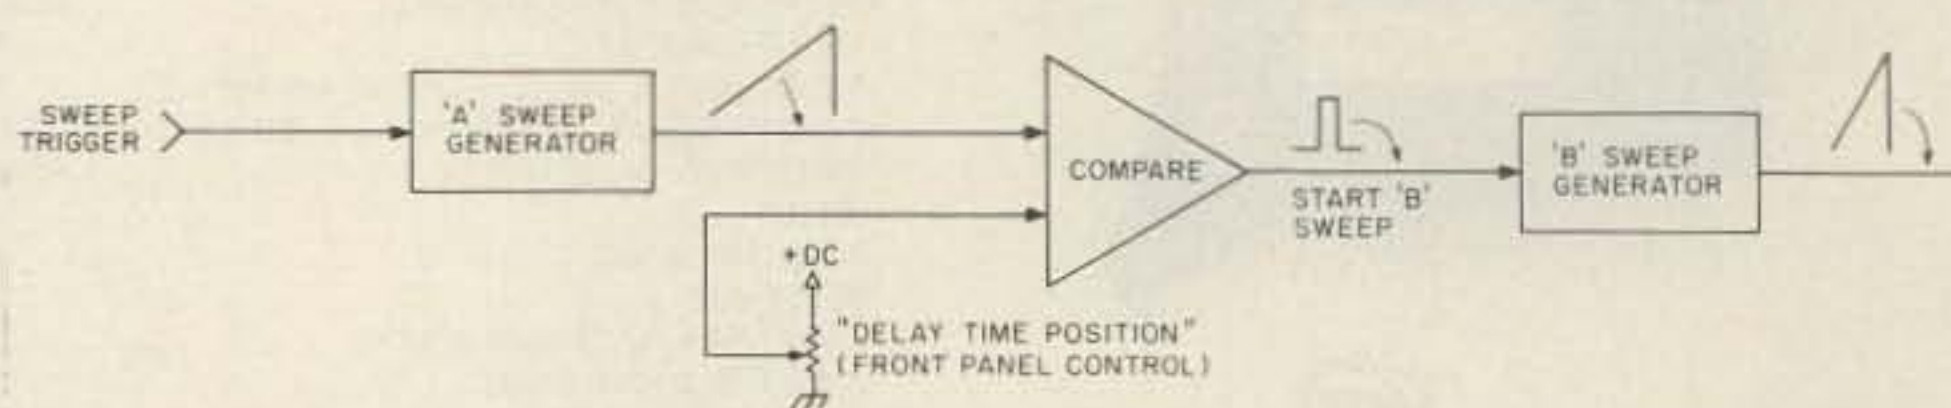 SWEEP
TRIGGER
'A' SWEEP
GENERATOR
COMPARE
START 'B'
SWEEP
'B' SWEEP
GENERATOR
+DC
"DELAY TIME POSITION"
(FRONT PANEL CONTROL)